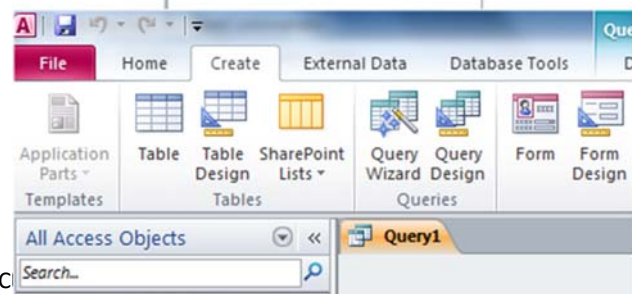 A
Que
File Home Create External Data Database Tools D
Application Parts Table Table Design SharePoint Lists Query Wizard Query Design Form Form Design
Templates Tables Queries
All Access Objects « Query1
Search...